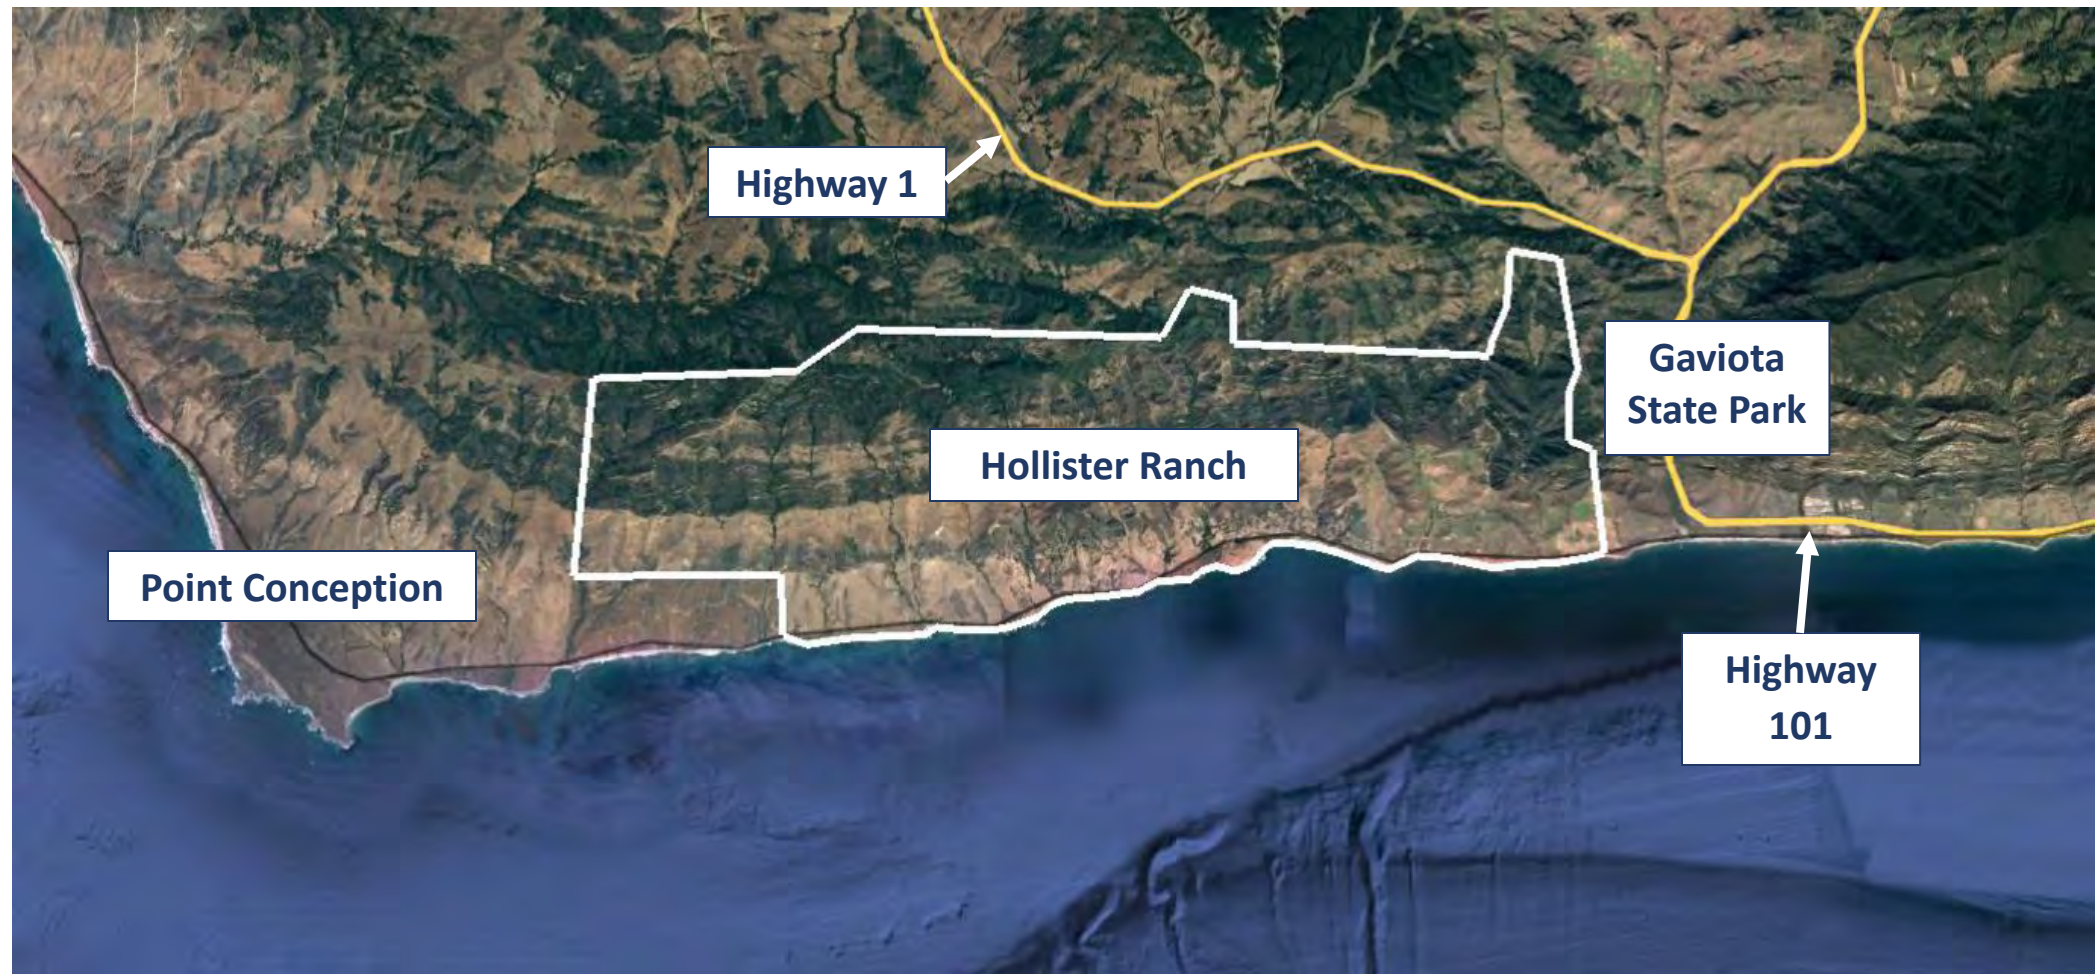 Highway 1
Gaviota
State Park
Hollister Ranch
Point Conception
Highway
101